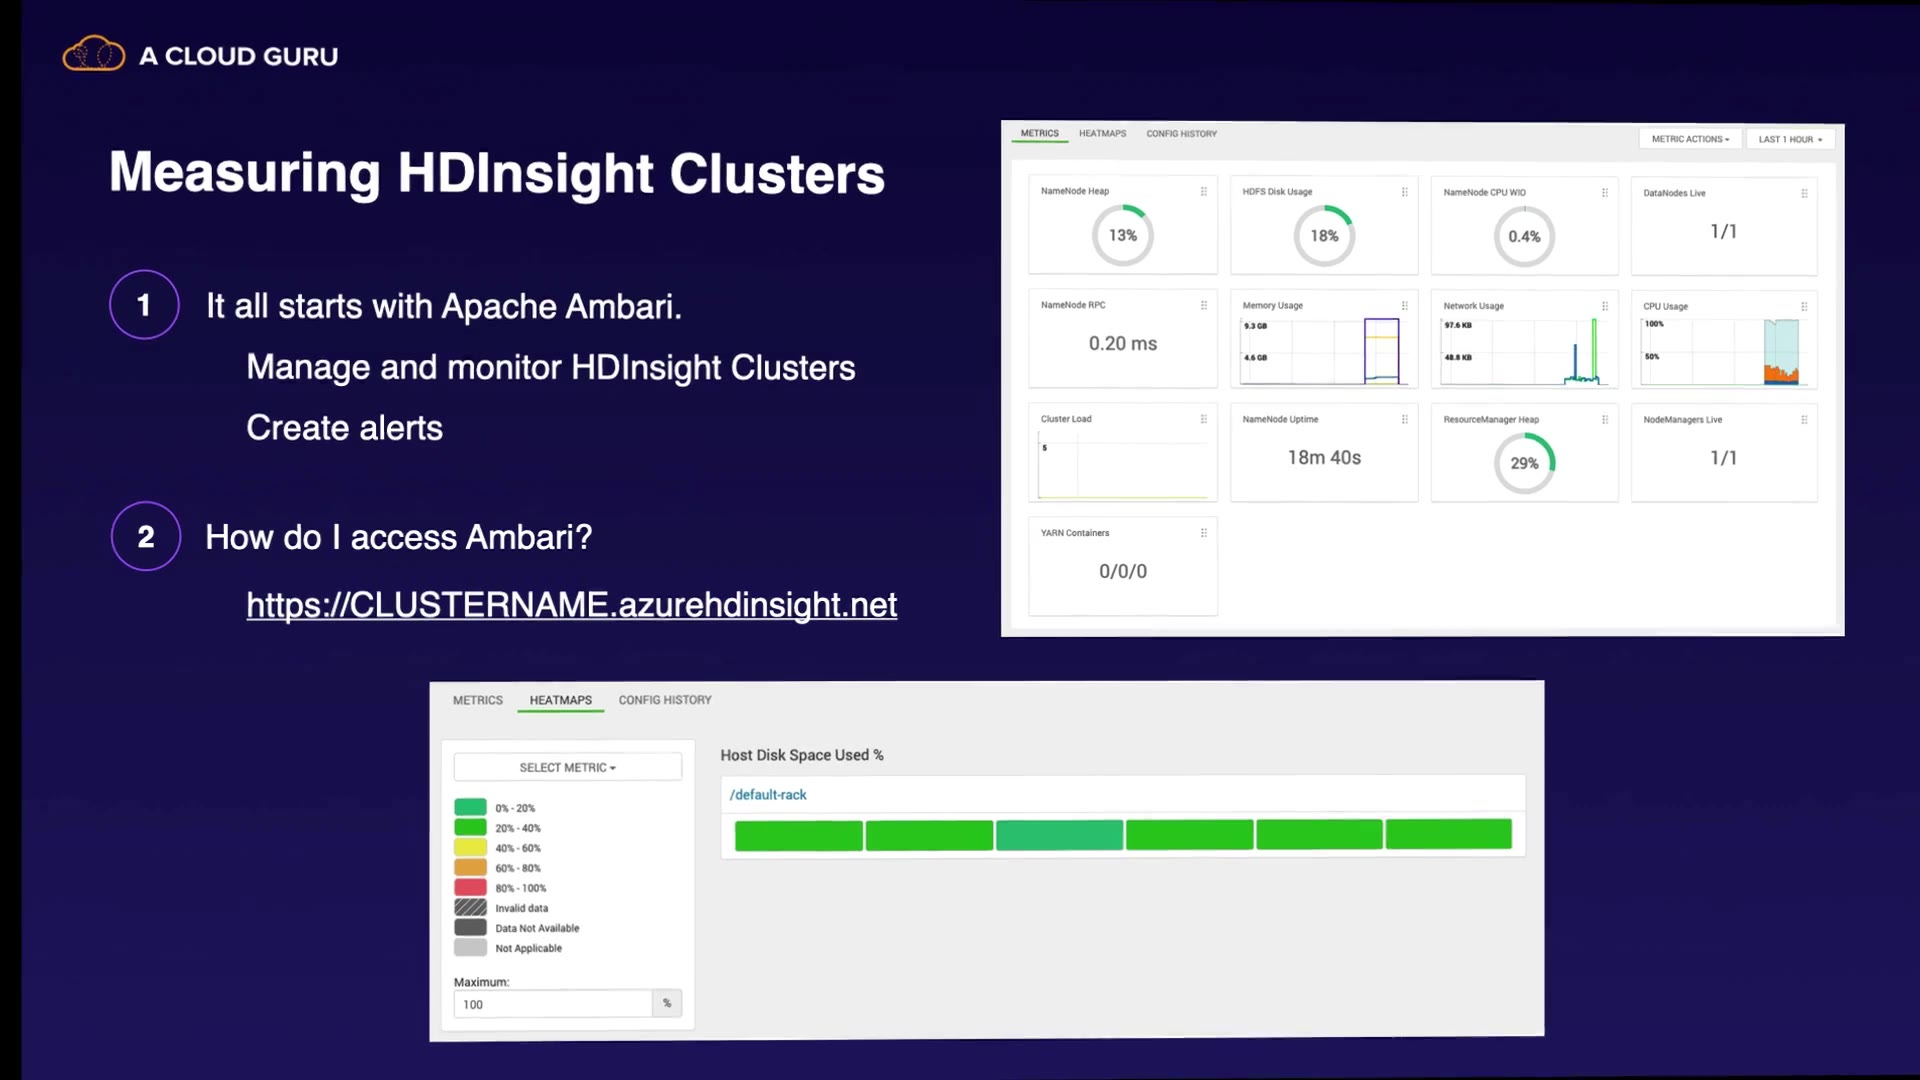 A CLOUD GURU
Measuring HDInsight Clusters
1 It all starts with Apache Ambari.
Manage and monitor HDInsight Clusters
Create alerts
2 How do I access Ambari?
https://CLUSTERNAME.azurehdinsight.net
METRICS HEATMAPS CONFIG HISTORY METRIC ACTIONS LAST 1 HOUR
NameNode Heap HDFS Disk Usage NameNode CPU WIO DataNodes Live
13% 18% 0.4% 1/1
NameNode RPC Memory Usage Network Usage CPU Usage
9.3 GB 97.6 KB 100%
0.20 ms
4.6 GB 48.8 KB 50%
Cluster Load NameNode Uptime ResourceManager Heap NodeManagers Live
5
18m 40s 29% 1/1
YARN Containers
0/0/0
METRICS HEATMAPS CONFIG HISTORY
SELECT METRIC
0% - 20%
20% - 40%
40% - 60%
60% - 80%
80% - 100%
Invalid data
Data Not Available
Not Applicable
Maximum:
100 %
Host Disk Space Used %
/default-rack